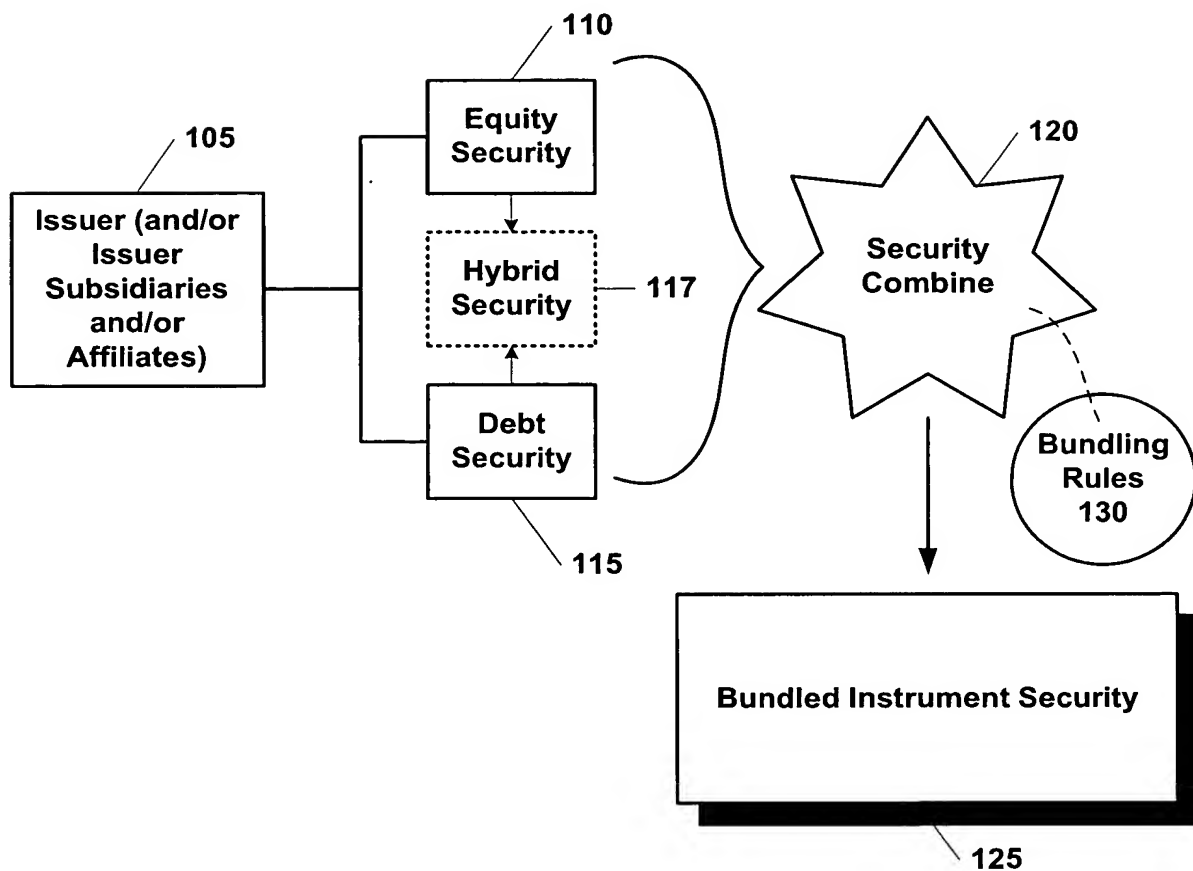 110
Equity
Security
105
Issuer (and/or
Issuer
Subsidiaries
and/or
Affiliates)
Hybrid
Security
117
Debt
Security
115
120
Security
Combine
Bundling
Rules
130
Bundled Instrument Security
125